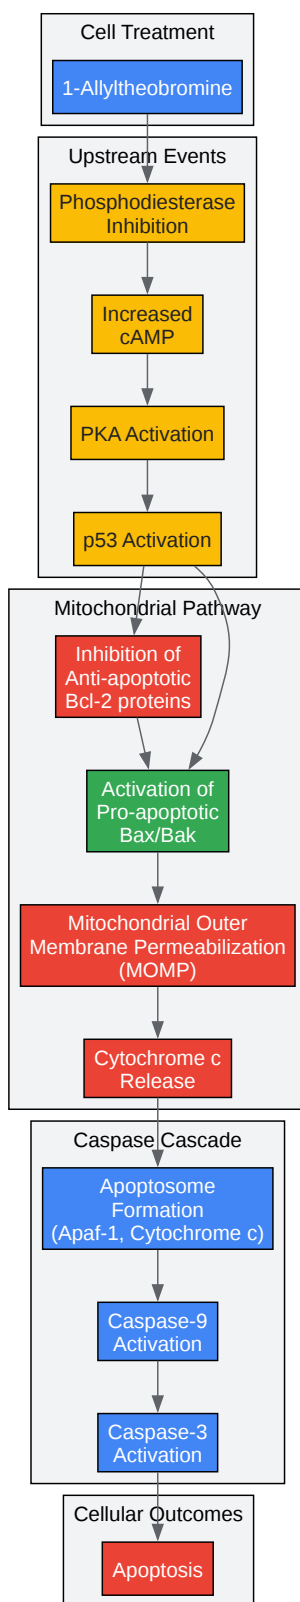 Cell Treatment
1-Allyltheobromine
Upstream Events
Phosphodiesterase
Inhibition
Increased
cAMP
PKA Activation
p53 Activation
Mitochondrial Pathway
Inhibition of
Anti-apoptotic
Bcl-2 proteins
Activation of
Pro-apoptotic
Bax/Bak
Mitochondrial Outer
Membrane Permeabilization
(MOMP)
Cytochrome c
Release
Caspase Cascade
Apoptosome
Formation
(Apaf-1, Cytochrome c)
Caspase-9
Activation
Caspase-3
Activation
Cellular Outcomes
Apoptosis